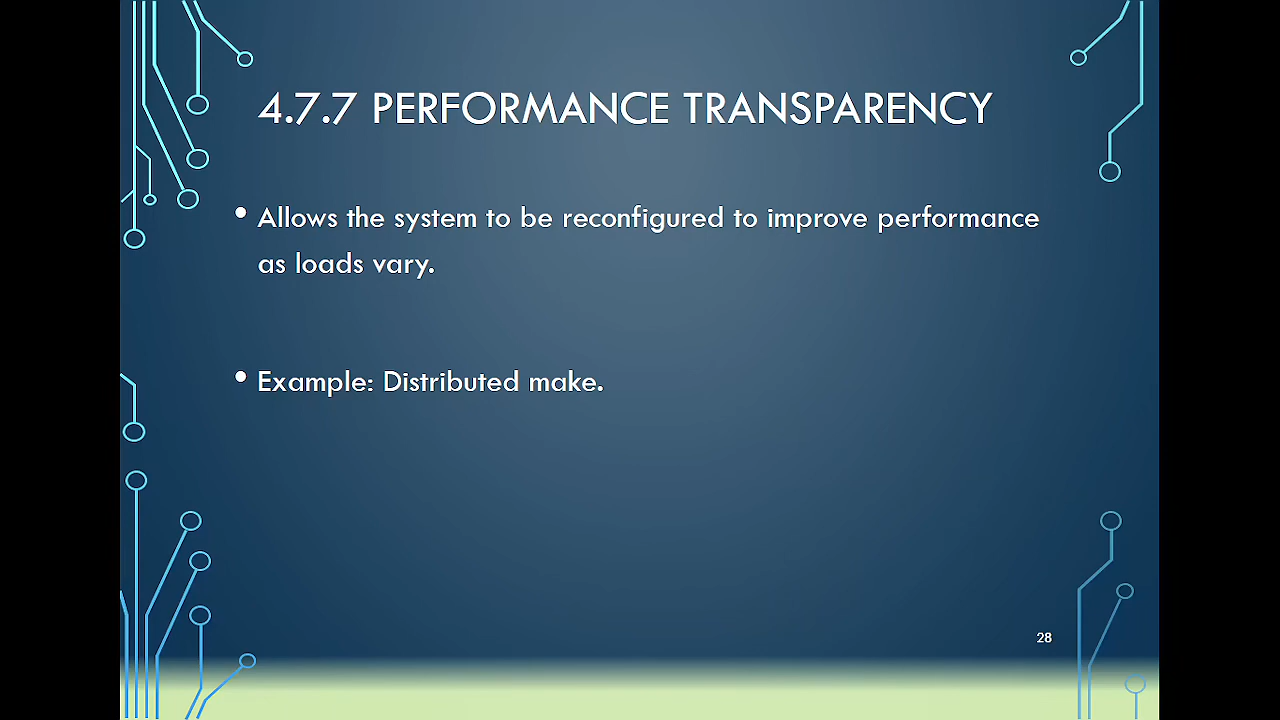 4.7.7 PERFORMANCE TRANSPARENCY
• Allows the system to be reconfigured to improve performance
as loads vary.
• Example: Distributed make.
28